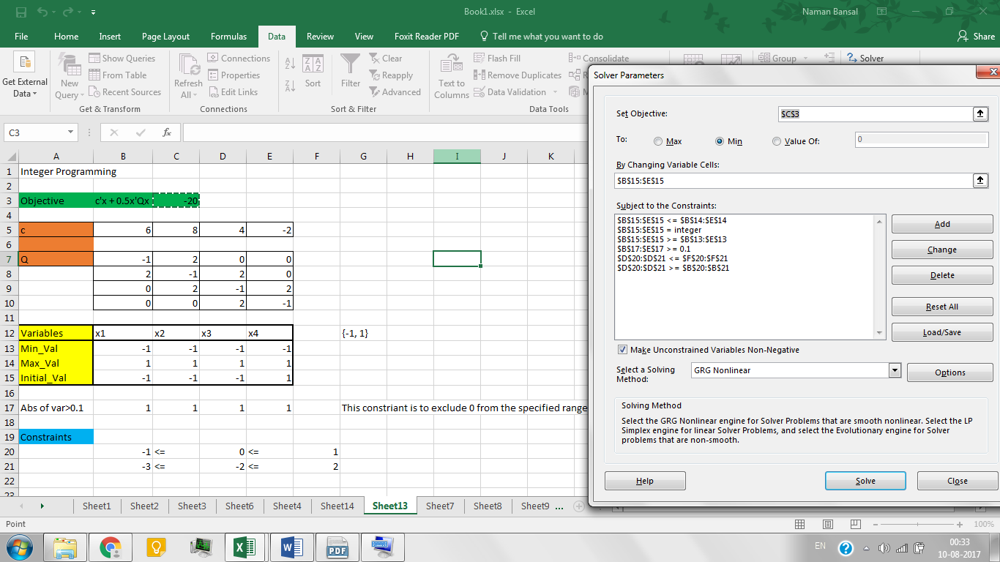 Book1.xlsx - Excel
Naman Bansal
File Home Insert Page Layout Formulas Data Review View Foxit Reader PDF Tell me what you want to do Share
Get External Data
New Query
Show Queries
From Table
Recent Sources
Get & Transform
Refresh All
Connections
Properties
Edit Links
Connections
Sort
Filter
Clear
Reapply
Advanced
Sort & Filter
Text to Columns
Flash Fill
Remove Duplicates
Data Validation
Consolidate
Data Tools
Group
Solver
C3
fx
A B C D E F G H I J K
1 Integer Programming
2
3 Objective c'x + 0.5x'Qx -20
4
5 c 6 8 4 -2
6
7 Q -1 2 0 0
8 2 -1 2 0
9 0 2 -1 2
10 0 0 2 -1
11
12 Variables x1 x2 x3 x4 {-1, 1}
13 Min_Val -1 -1 -1 -1
14 Max_Val 1 1 1 1
15 Initial_Val -1 -1 -1 1
16
17 Abs of var>0.1 1 1 1 1 This constriant is to exclude 0 from the specified range
18
19 Constraints
20 -1 <= 0 <= 1
21 -3 <= -2 <= 2
22
Sheet1 Sheet2 Sheet3 Sheet6 Sheet4 Sheet14 Sheet13 Sheet7 Sheet8 Sheet9 ...
Point
100%
Solver Parameters
Set Objective: $C$3
To: Max Min Value Of: 0
By Changing Variable Cells:
$B$15:$E$15
Subject to the Constraints:
$B$15:$E$15 <= $B$14:$E$14
$B$15:$E$15 = integer
$B$15:$E$15 >= $B$13:$E$13
$B$17:$E$17 >= 0.1
$D$20:$D$21 <= $F$20:$F$21
$D$20:$D$21 >= $B$20:$B$21
Add
Change
Delete
Reset All
Load/Save
Make Unconstrained Variables Non-Negative
Select a Solving Method: GRG Nonlinear
Options
Solving Method
Select the GRG Nonlinear engine for Solver Problems that are smooth nonlinear. Select the LP
Simplex engine for linear Solver Problems, and select the Evolutionary engine for Solver
problems that are non-smooth.
Help
Solve
Close
PDF
EN
00:33
10-08-2017